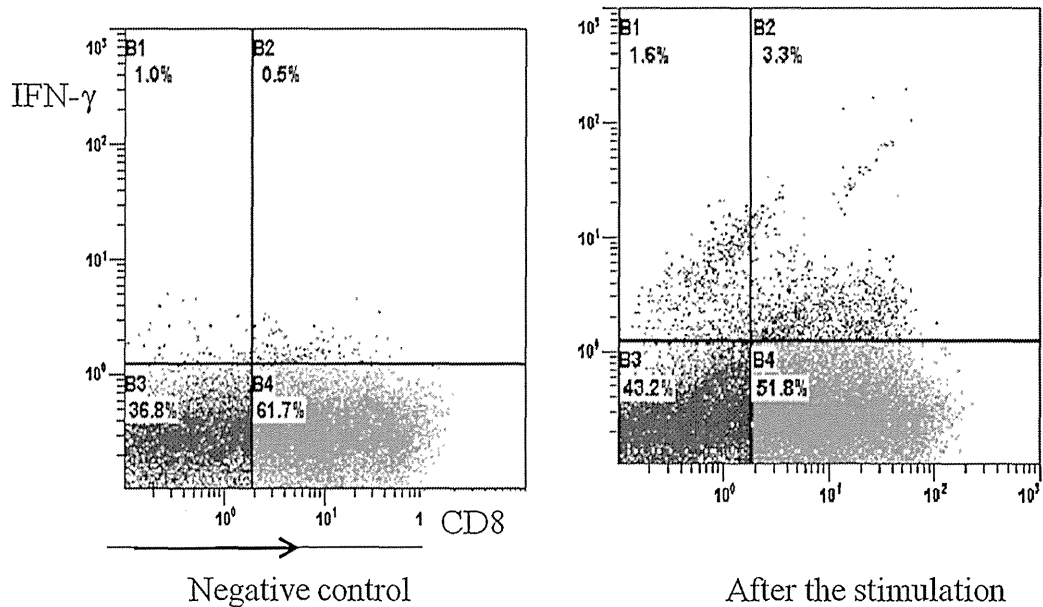 10³
B1
1.0%
B2
0.5%
IFN-γ
10²
10¹
10⁰
B3
36.8%
B4
61.7%
10⁰
10¹
1
CD8
Negative control
10³
B1
1.6%
B2
3.3%
10²
10¹
10⁰
B3
43.2%
B4
51.8%
10⁰
10¹
10²
10³
After the stimulation